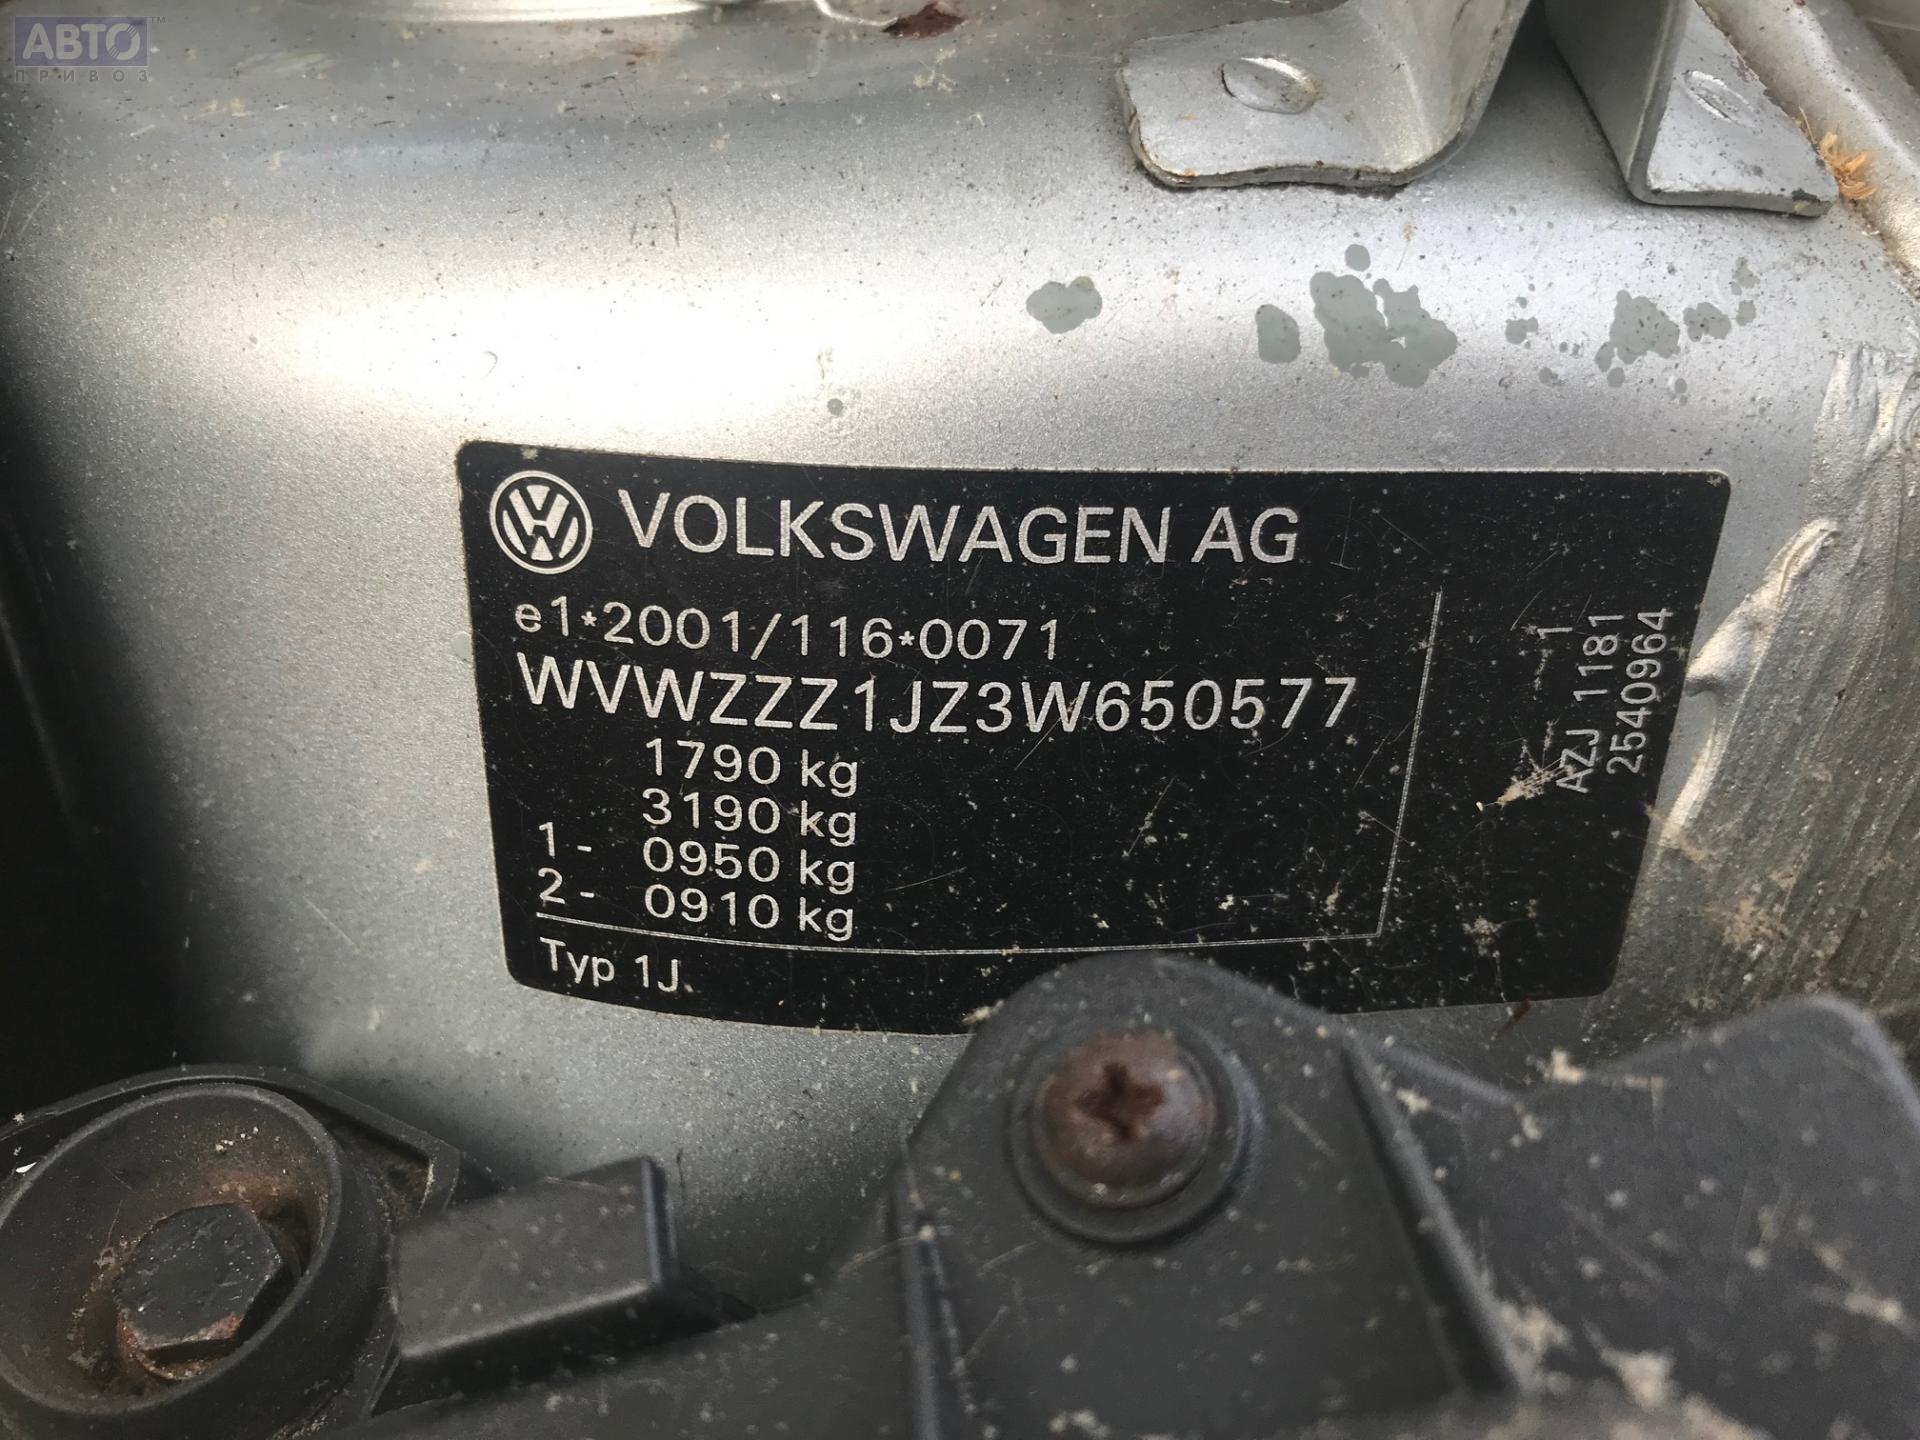 АВТО™
ПРИВОЗ
VOLKSWAGEN AG
e1*2001/116*0071
WVWZZZ1JZ3W650577
1790 kg
3190 kg
1- 0950 kg
2- 0910 kg
Typ 1J
1
AZJ 1181
2540964